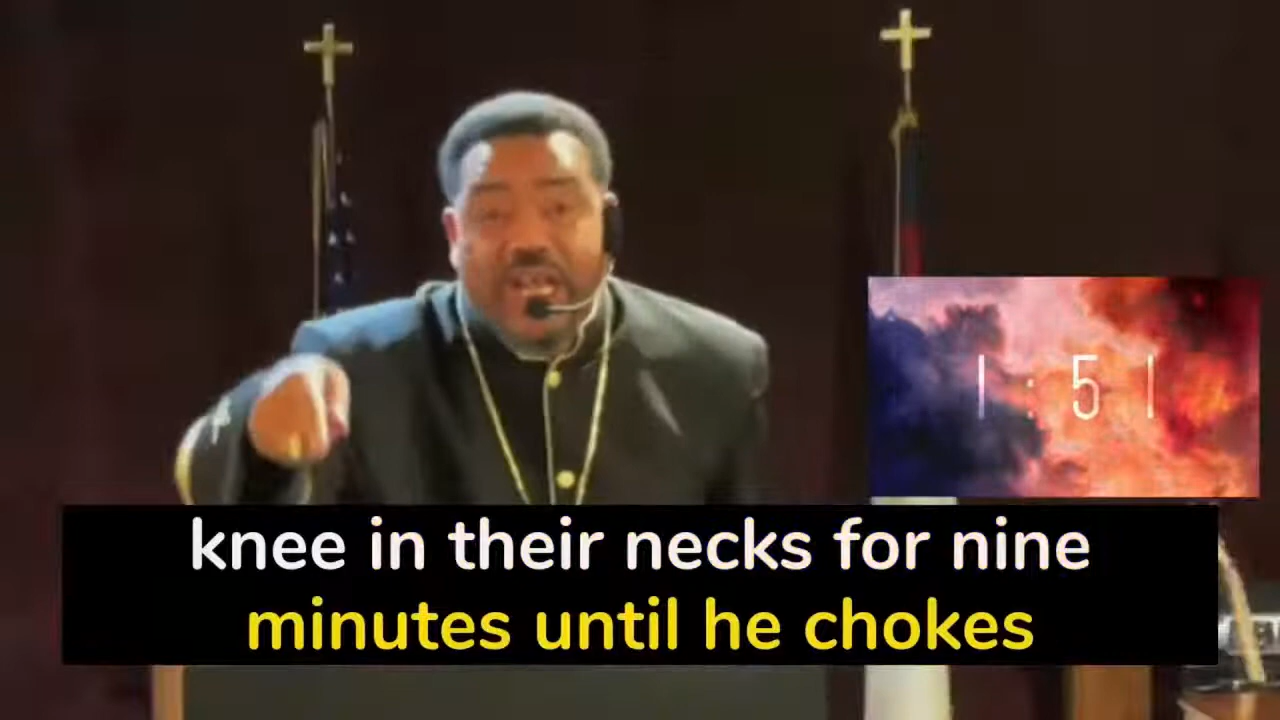 1:51
knee in their necks for nine
minutes until he chokes